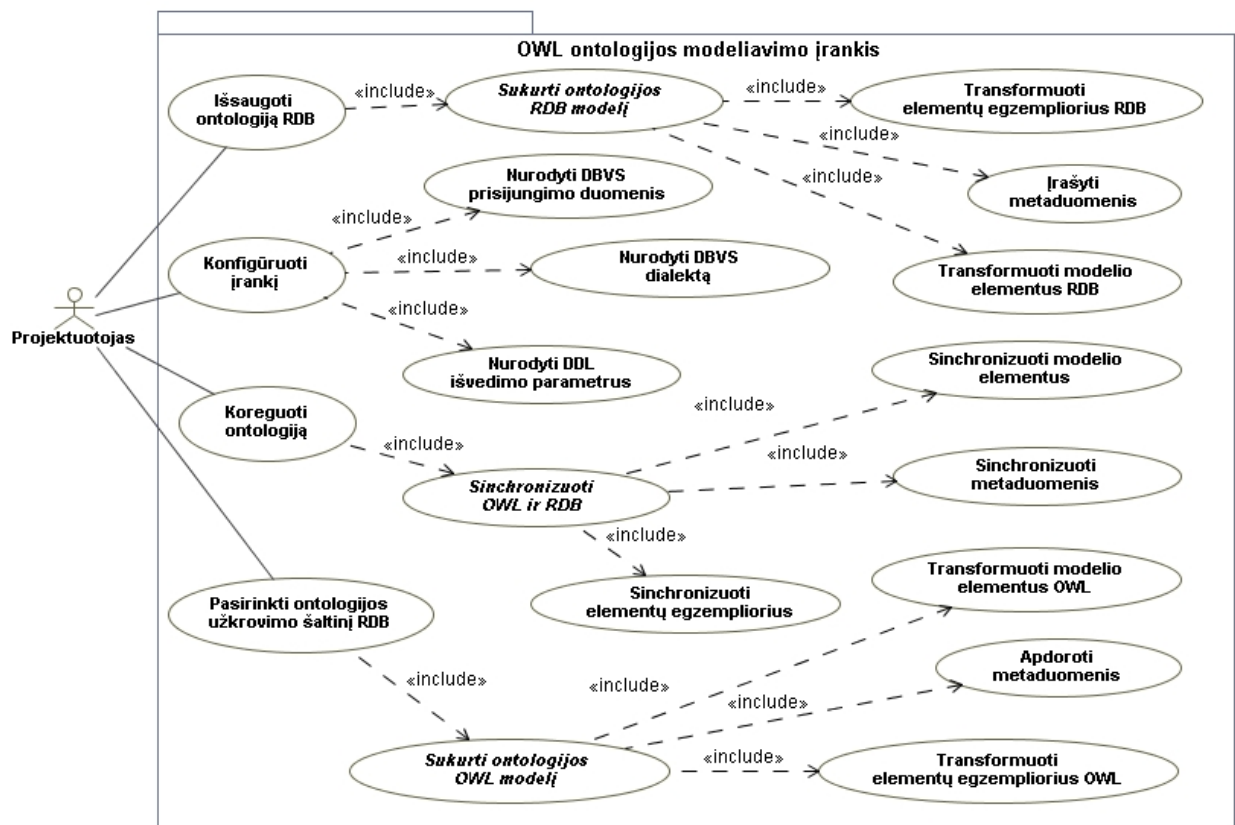 OWL ontologijos modeliavimo įrankis
Išsaugoti
ontologiją RDB
«include»
Sukurti ontologijos
RDB modelį
«include»
Transformuoti
elementų egzempliorius RDB
«include»
Įrašyti
metaduomenis
«include»
Transformuoti modelio
elementus RDB
Nurodyti DBVS
prisijungimo duomenis
«include»
Konfigūruoti
įrankį
«include»
Nurodyti DBVS
dialektą
«include»
Nurodyti DDL
išvedimo parametrus
Projektuotojas
Koreguoti
ontologiją
«include»
Sinchronizuoti
OWL ir RDB
«include»
Sinchronizuoti modelio
elementus
«include»
Sinchronizuoti
metaduomenis
«include»
Sinchronizuoti
elementų egzempliorius
Pasirinkti ontologijos
užkrovimo šaltinį RDB
«include»
Sukurti ontologijos
OWL modelį
«include»
Transformuoti modelio
elementus OWL
«include»
Apdoroti
metaduomenis
«include»
Transformuoti
elementų egzempliorius OWL